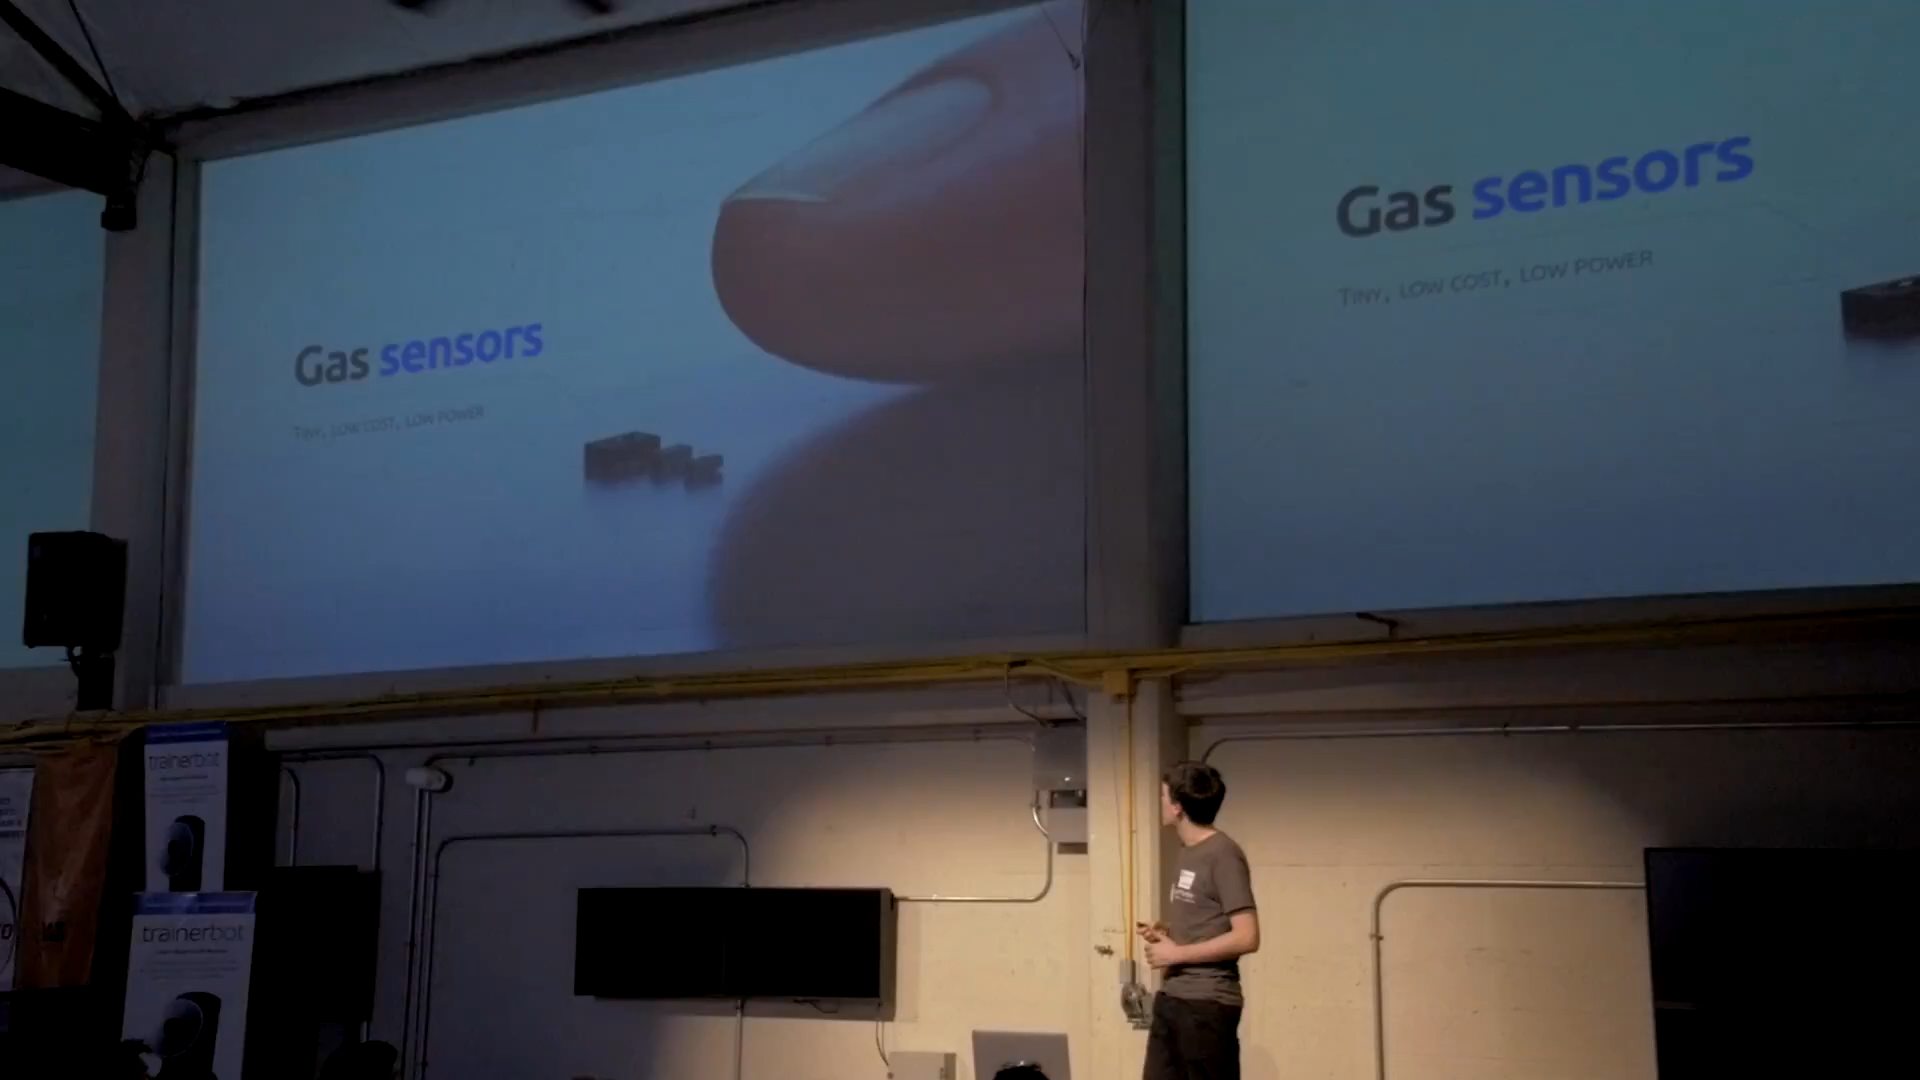 Gas sensors
TINY, LOW COST, LOW POWER
Gas sensors
TINY, LOW COST, LOW POWER
trainerbot
trainerbot